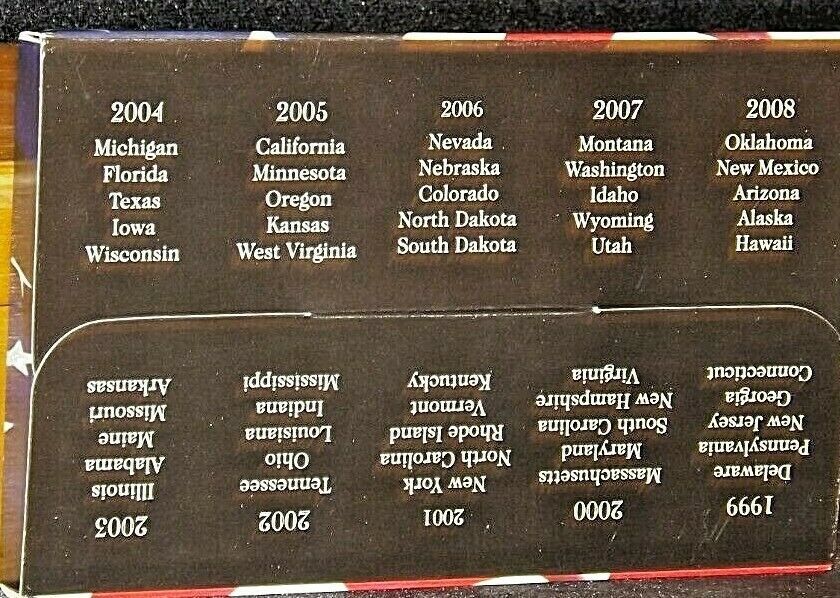 2004
Michigan
Florida
Texas
Iowa
Wisconsin
2005
California
Minnesota
Oregon
Kansas
West Virginia
2006
Nevada
Nebraska
Colorado
North Dakota
South Dakota
2007
Montana
Washington
Idaho
Wyoming
Utah
2008
Oklahoma
New Mexico
Arizona
Alaska
Hawaii
1999
Delaware
Pennsylvania
New Jersey
Georgia
Connecticut
2000
Massachusetts
Maryland
South Carolina
New Hampshire
Virginia
2001
New York
North Carolina
Rhode Island
Vermont
Kentucky
2002
Tennessee
Ohio
Louisiana
Indiana
Mississippi
2003
Illinois
Alabama
Maine
Missouri
Arkansas